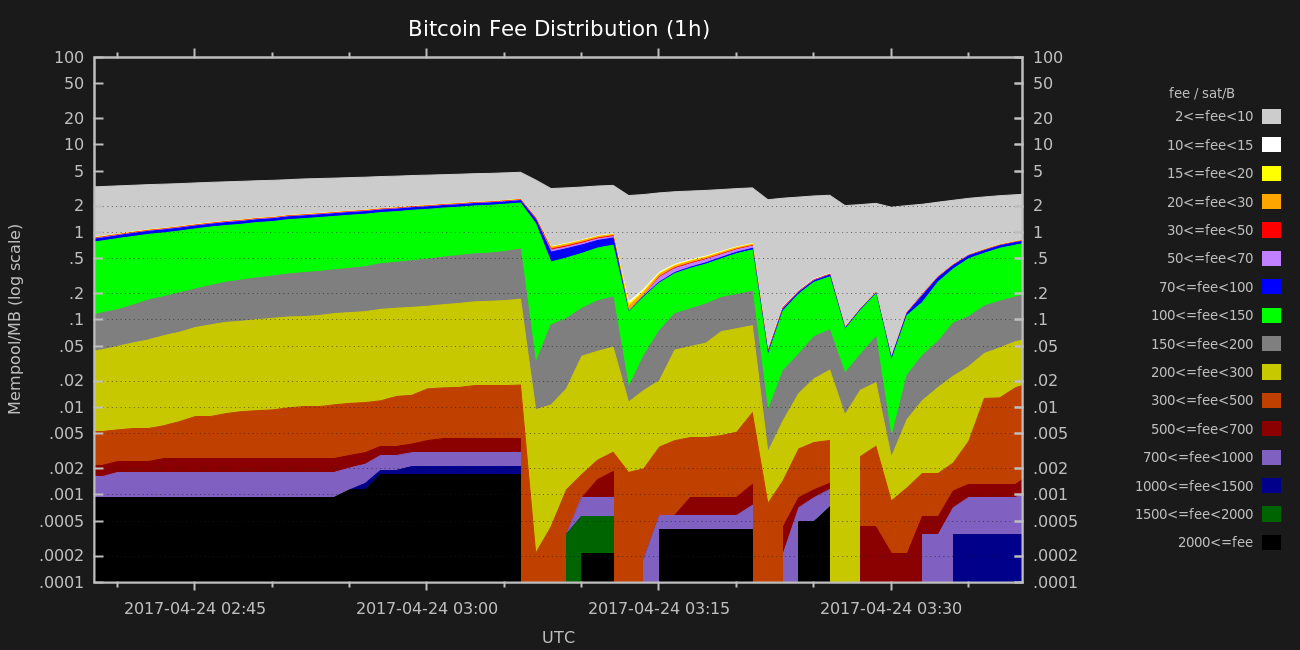 Bitcoin Fee Distribution (1h)
100 100
50 50
20 20
10 10
5 5
2 2
1 1
.5 .5
.2 .2
.1 .1
.05 .05
.02 .02
.01 .01
.005 .005
.002 .002
.001 .001
.0005 .0005
.0002 .0002
.0001 .0001
Mempool/MB (log scale)
2017-04-24 02:45 2017-04-24 03:00 2017-04-24 03:15 2017-04-24 03:30
UTC
fee / sat/B
2<=fee<10
10<=fee<15
15<=fee<20
20<=fee<30
30<=fee<50
50<=fee<70
70<=fee<100
100<=fee<150
150<=fee<200
200<=fee<300
300<=fee<500
500<=fee<700
700<=fee<1000
1000<=fee<1500
1500<=fee<2000
2000<=fee